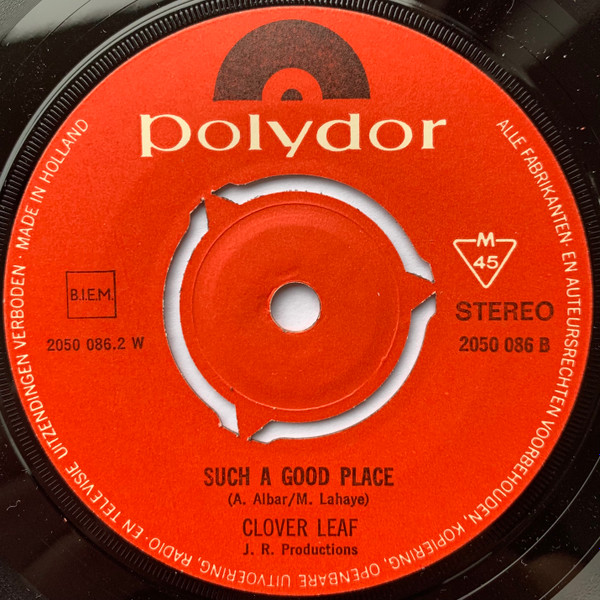 polydor
ALLE FABRIKANTEN- EN AUTEURSRECHTEN VOORBEHOUDEN, KOPIERING, OPENBARE UITVOERING, RADIO- EN TELEVISIE UITZENDINGEN VERBODEN · MADE IN HOLLAND
M
45
B.I.E.M.
STEREO
2050 086.2 W
2050 086 B
SUCH A GOOD PLACE
(A. Albar/M. Lahaye)
CLOVER LEAF
J. R. Productions